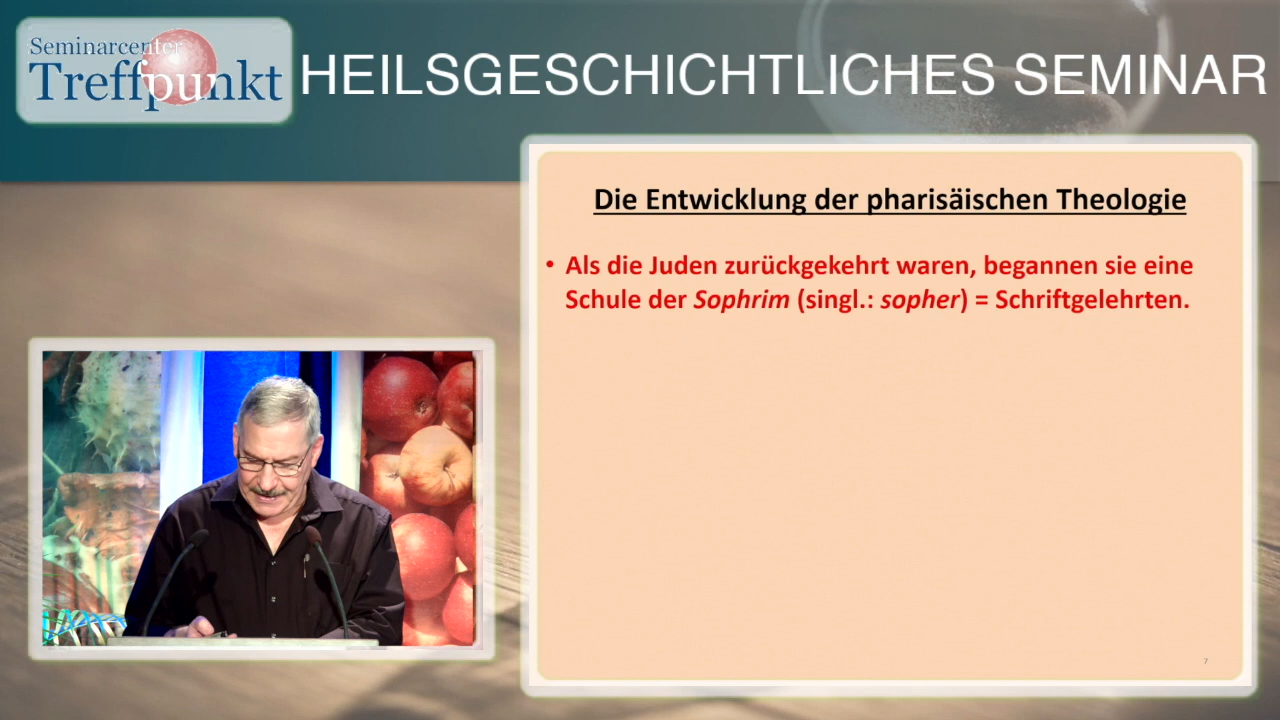 Seminarcenter
Treffpunkt
HEILSGESCHICHTLICHES SEMINAR
Die Entwicklung der pharisäischen Theologie
• Als die Juden zurückgekehrt waren, begannen sie eine
Schule der Sophrim (singl.: sopher) = Schriftgelehrten.
7